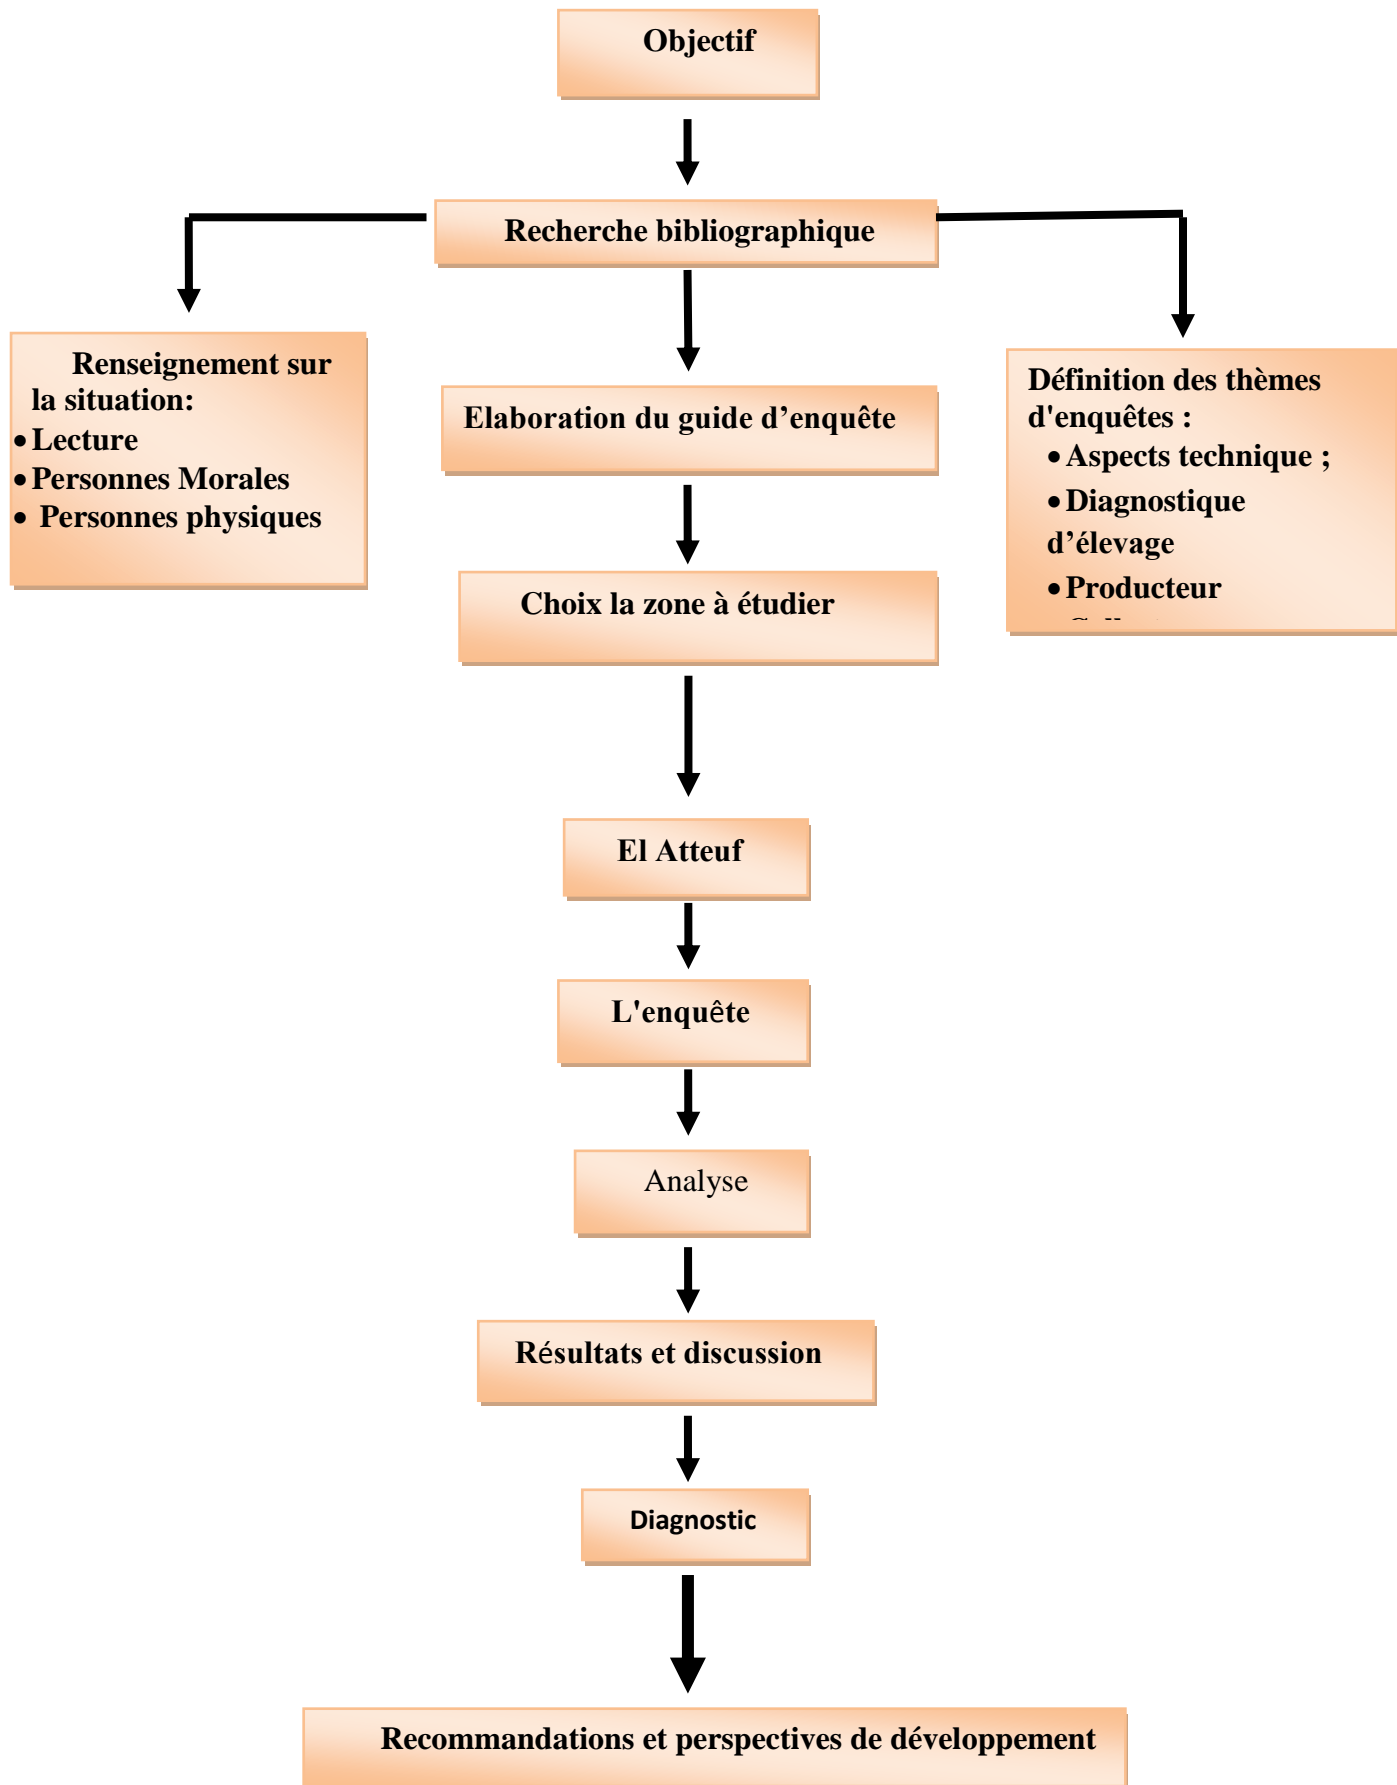 Objectif
Recherche bibliographique
Renseignement sur
la situation:
• Lecture
• Personnes Morales
• Personnes physiques
Elaboration du guide d’enquête
Définition des thèmes
d'enquêtes :
• Aspects technique ;
• Diagnostique
d’élevage
• Producteur
Choix la zone à étudier
El Atteuf
L'enquête
Analyse
Résultats et discussion
Diagnostic
Recommandations et perspectives de développement